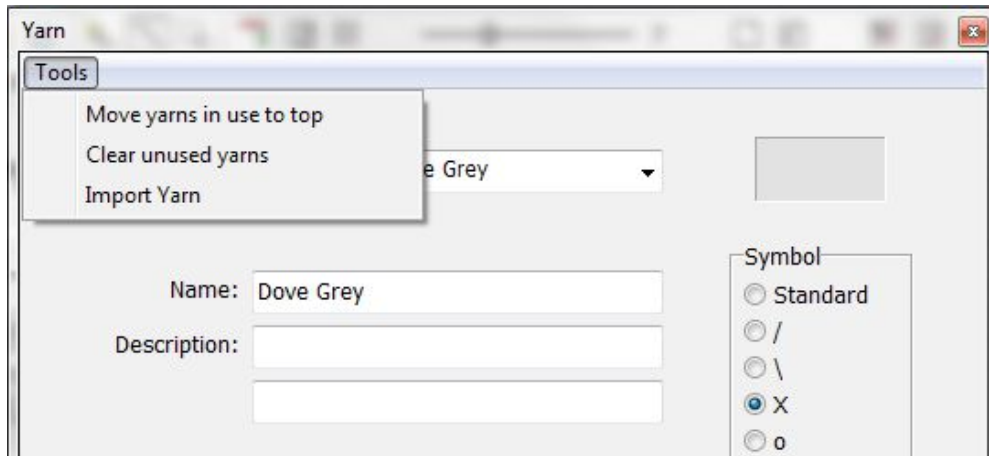 Yarn
Tools
Move yarns in use to top
Clear unused yarns
Import Yarn
Grey
Symbol
Name: Dove Grey
Standard
/
Description:
\
X
o